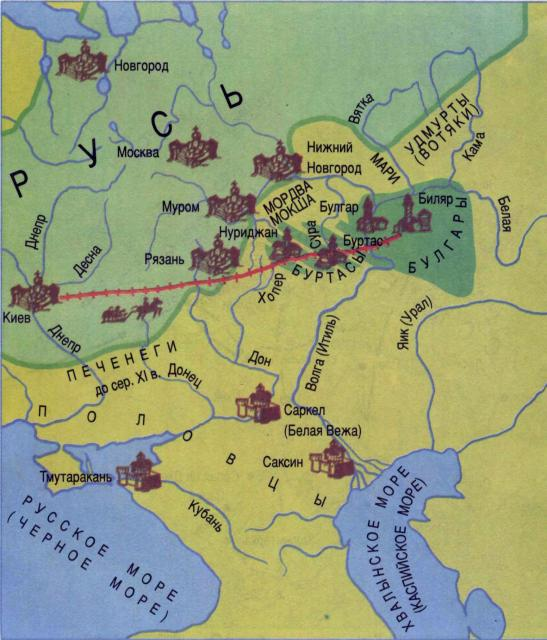 Новгород
РУСЬ
Москва
Нижний
Новгород
Вятка
УДМУРТЫ
(ВОТЯКИ)
Кама
МАРИ
МОРДВА
МОКША
Муром
Булгар
Биляр
Белая
Нуриджан
Сура
Буртас
БУЛГАРЫ
Днепр
Десна
Рязань
БУРТАСЫ
Хопер
Киев
Днепр
ПЕЧЕНЕГИ
до сер. XI в.
Донец
Дон
Волга (Итиль)
Яик (Урал)
ПОЛОВЦЫ
Саркел
(Белая Вежа)
Саксин
Тмутаракань
Кубань
РУССКОЕ МОРЕ
(ЧЕРНОЕ
МОРЕ)
ХВАЛЫНСКОЕ МОРЕ
(КАСПИЙСКОЕ МОРЕ)